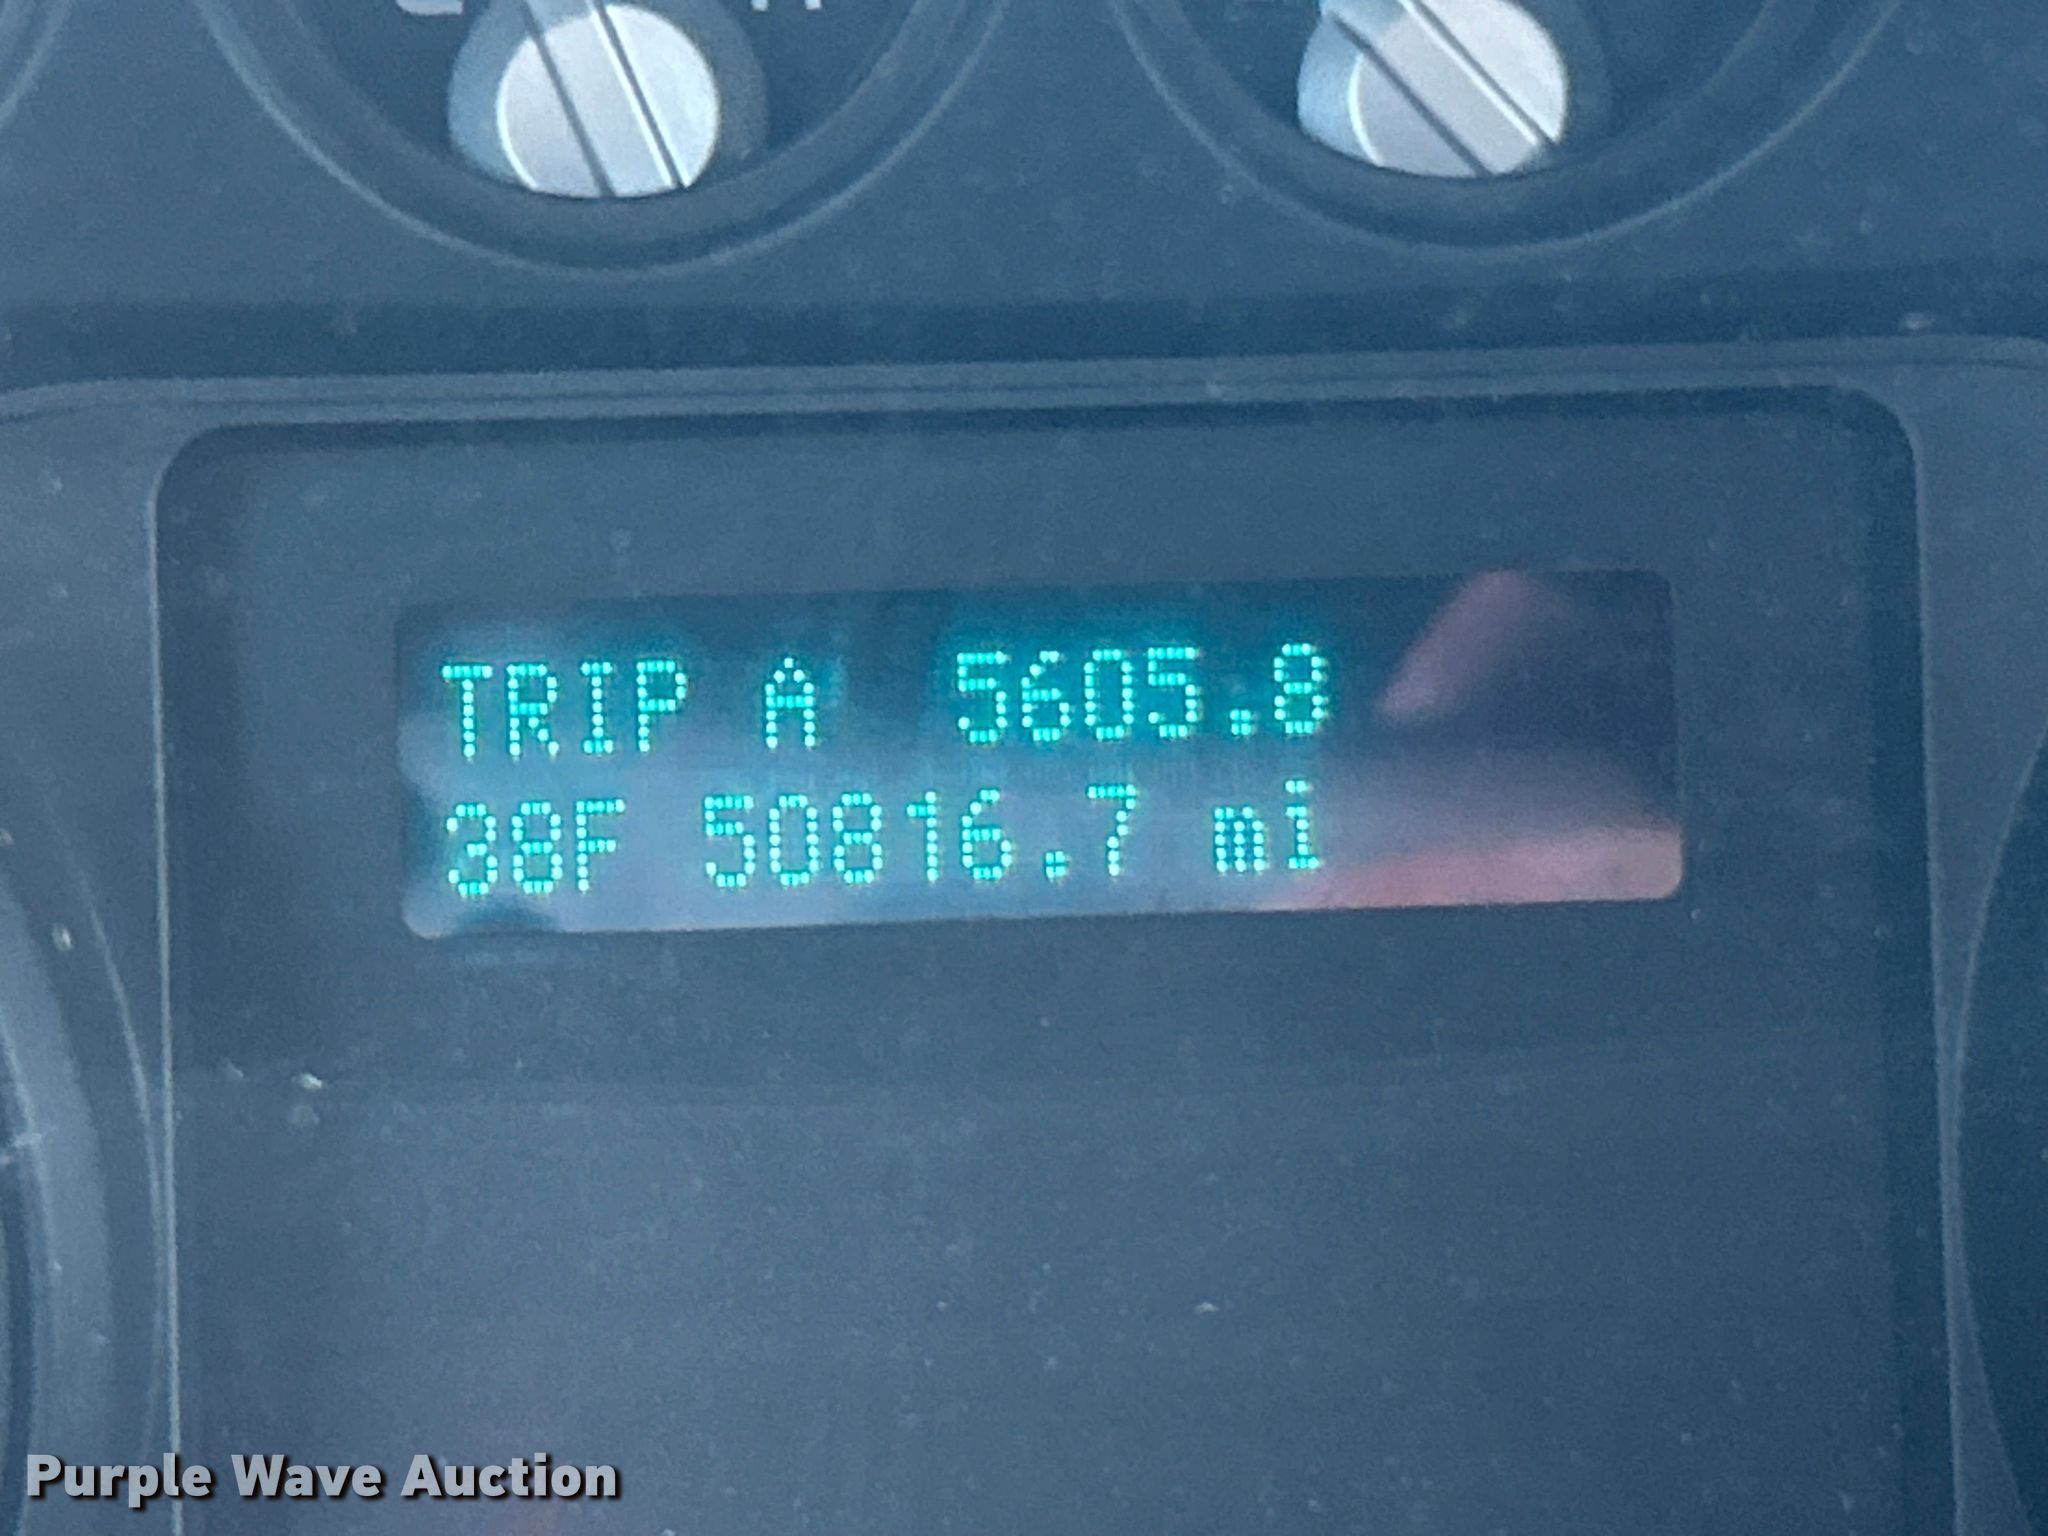 TRIP A 5605.8
38F 50816.7 mi
Purple Wave Auction